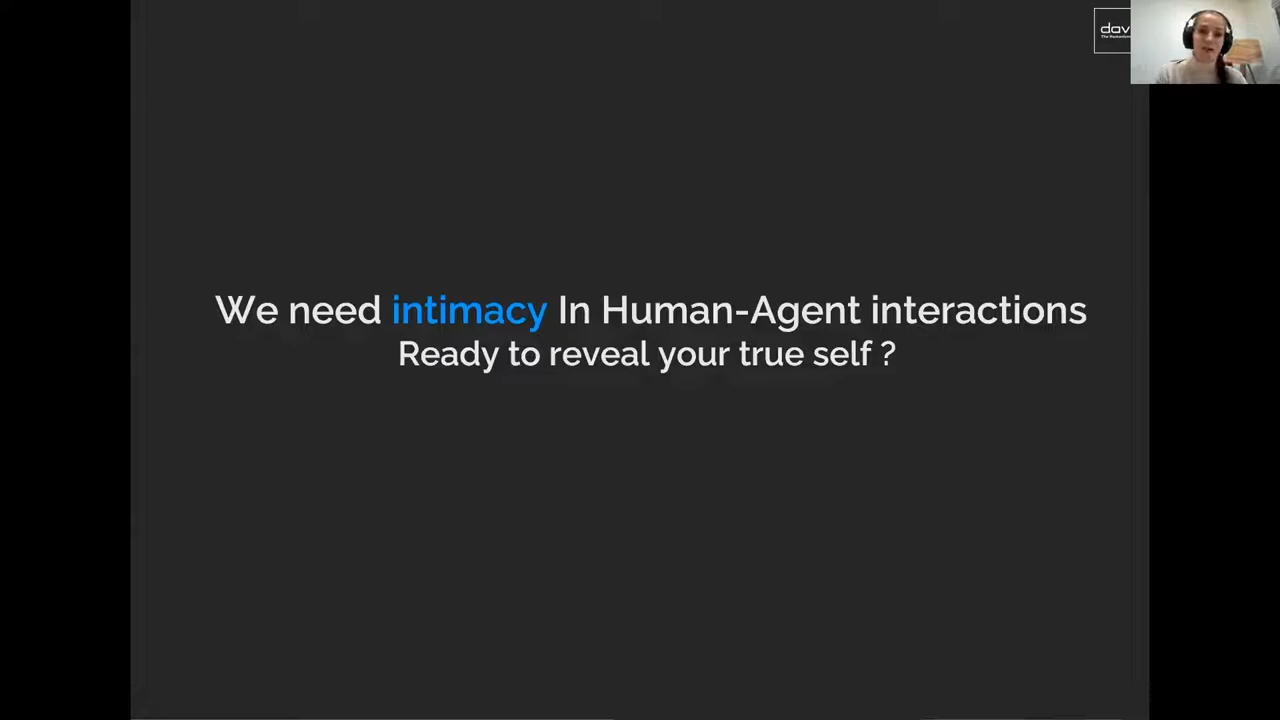 We need intimacy In Human-Agent interactions
Ready to reveal your true self ?